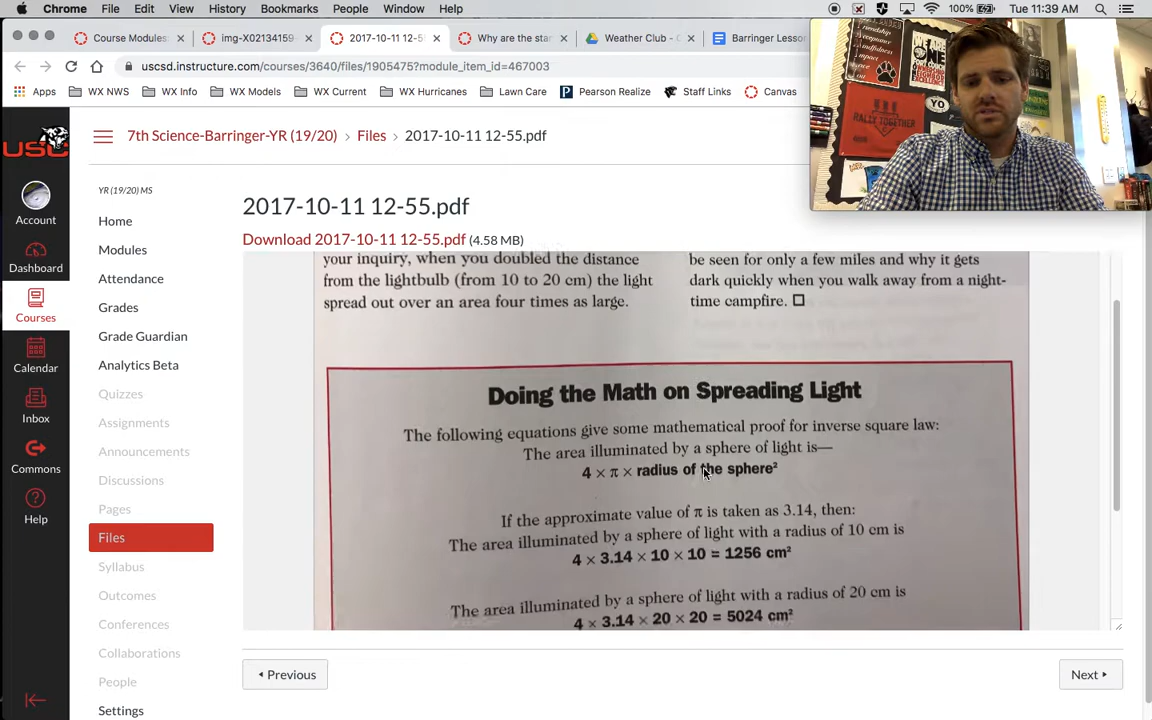 Chrome File Edit View History Bookmarks People Window Help 100% Tue 11:39 AM
Course Modules: × img-X02134159 × 2017-10-11 12-55 × Why are the star × Weather Club - G × Barringer Lesson
uscsd.instructure.com/courses/3640/files/1905475?module_item_id=467003
Apps WX NWS WX Info WX Models WX Current WX Hurricanes Lawn Care Pearson Realize Staff Links Canvas
RALLY TOGETHER
YO
USC
Account
Dashboard
Courses
Calendar
Inbox
Commons
Help
7th Science-Barringer-YR (19/20) › Files › 2017-10-11 12-55.pdf
YR (19/20) MS
Home
Modules
Attendance
Grades
Grade Guardian
Analytics Beta
Quizzes
Assignments
Announcements
Discussions
Pages
Files
Syllabus
Outcomes
Conferences
Collaborations
People
Settings
2017-10-11 12-55.pdf
Download 2017-10-11 12-55.pdf (4.58 MB)
your inquiry, when you doubled the distance
from the lightbulb (from 10 to 20 cm) the light
spread out over an area four times as large.
be seen for only a few miles and why it gets
dark quickly when you walk away from a night-
time campfire. □
Doing the Math on Spreading Light
The following equations give some mathematical proof for inverse square law:
The area illuminated by a sphere of light is—
4 × π × radius of the sphere²
If the approximate value of π is taken as 3.14, then:
The area illuminated by a sphere of light with a radius of 10 cm is
4 × 3.14 × 10 × 10 = 1256 cm²
The area illuminated by a sphere of light with a radius of 20 cm is
4 × 3.14 × 20 × 20 = 5024 cm²
◂ Previous
Next ▸